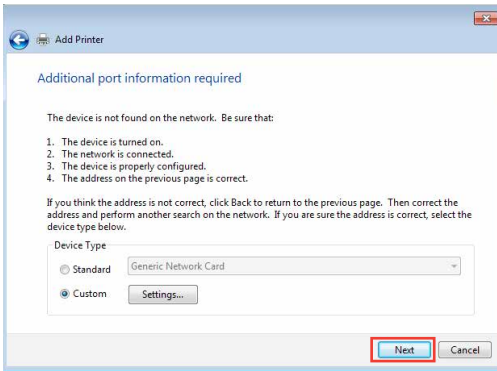 Add Printer
Additional port information required
The device is not found on the network. Be sure that:
1. The device is turned on.
2. The network is connected.
3. The device is properly configured.
4. The address on the previous page is correct.
If you think the address is not correct, click Back to return to the previous page. Then correct the
address and perform another search on the network. If you are sure the address is correct, select the
device type below.
Device Type
Standard Generic Network Card
Custom Settings...
Next Cancel